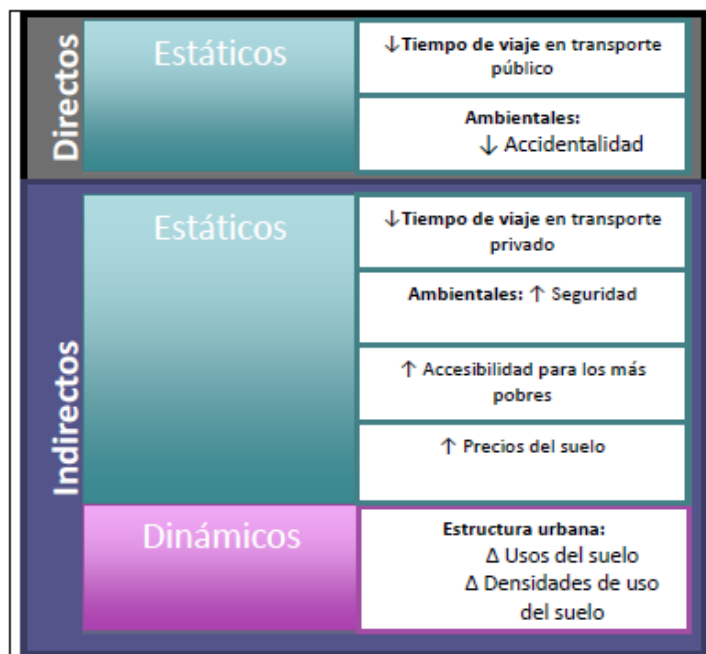 Directos
Estáticos
↓Tiempo de viaje en transporte
público
Ambientales:
↓ Accidentalidad
Indirectos
Estáticos
↓Tiempo de viaje en transporte
privado
Ambientales: ↑ Seguridad
↑ Accesibilidad para los más
pobres
↑ Precios del suelo
Dinámicos
Estructura urbana:
Δ Usos del suelo
Δ Densidades de uso
del suelo